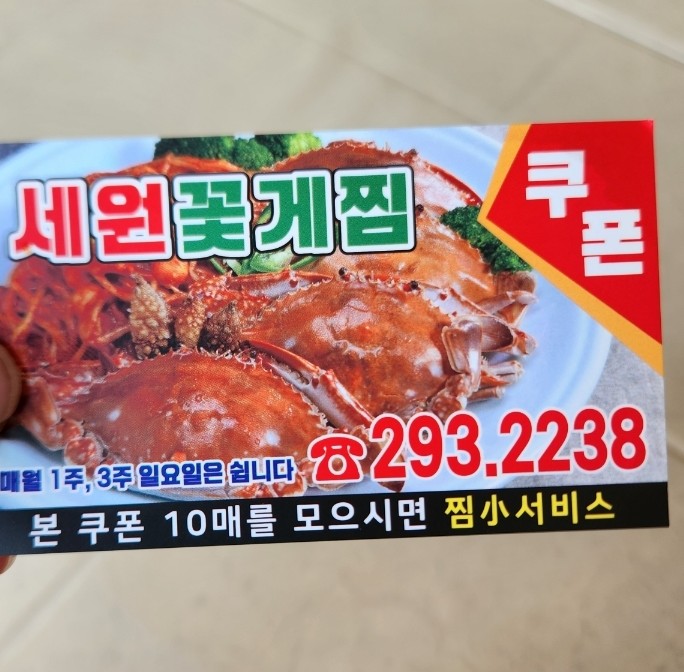 세원꽃게찜
쿠폰
매월 1주, 3주 일요일은 쉽니다
☎293.2238
본 쿠폰 10매를 모으시면 찜小서비스